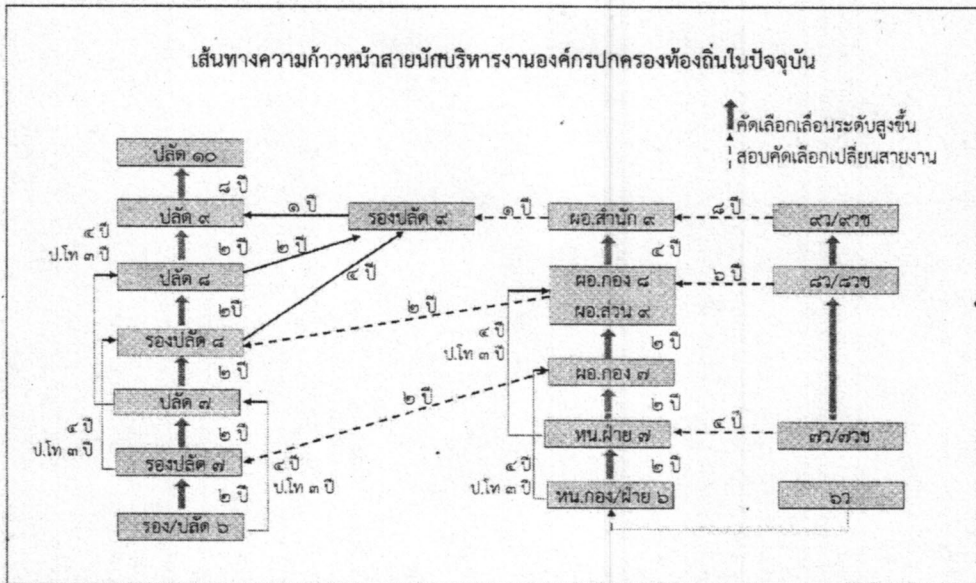 เส้นทางความก้าวหน้าสายนักบริหารงานองค์กรปกครองท้องถิ่นในปัจจุบัน
คัดเลือกเลื่อนระดับสูงขึ้น
สอบคัดเลือกเปลี่ยนสายงาน
ปลัด ๑๐
๘ ปี
ปลัด ๙
๑ ปี
รองปลัด ๙
๑ ปี
ผอ.สำนัก ๙
๘ ปี
๙ว/๙วช
๔ ปี
ป.โท ๓ ปี
๒ ปี
๒ ปี
๔ ปี
๔ ปี
ปลัด ๘
ผอ.กอง ๘
๖ ปี
๘ว/๘วช
๒ปี
๒ ปี
ผอ.ส่วน ๙
รองปลัด ๘
๔ ปี
ป.โท ๓ ปี
๒ ปี
๒ ปี
ผอ.กอง ๗
ปลัด ๗
๒ ปี
๒ ปี
๔ ปี
ป.โท ๓ ปี
๒ ปี
หน.ฝ่าย ๗
๔ ปี
๗ว/๗วช
รองปลัด ๗
๔ ปี
ป.โท ๓ ปี
๔ ปี
ป.โท ๓ ปี
๒ ปี
๒ ปี
หน.กอง/ฝ่าย ๖
๖ว
รอง/ปลัด ๖